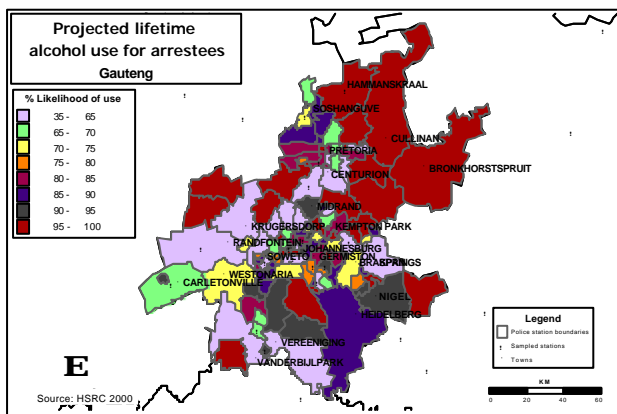 Projected lifetime
alcohol use for arrestees
Gauteng
% Likelihood of use
35 - 65
65 - 70
70 - 75
75 - 80
80 - 85
85 - 90
90 - 95
95 - 100
HAMMANSKRAAL
SOSHANGUVE
CULLINAN
PRETORIA
BRONKHORSTSPRUIT
CENTURION
MIDRAND
KRUGERSDORP
KEMPTON PARK
RANDFONTEIN
JOHANNESBURG
SOWETO
GERMISTON
BRAKPAN
SPRINGS
WESTONARIA
CARLETONVILLE
NIGEL
HEIDELBERG
VEREENIGING
VANDERBIJLPARK
E
Source: HSRC 2000
Legend
Police station boundaries
Sampled stations
Towns
KM
0
20
40
60